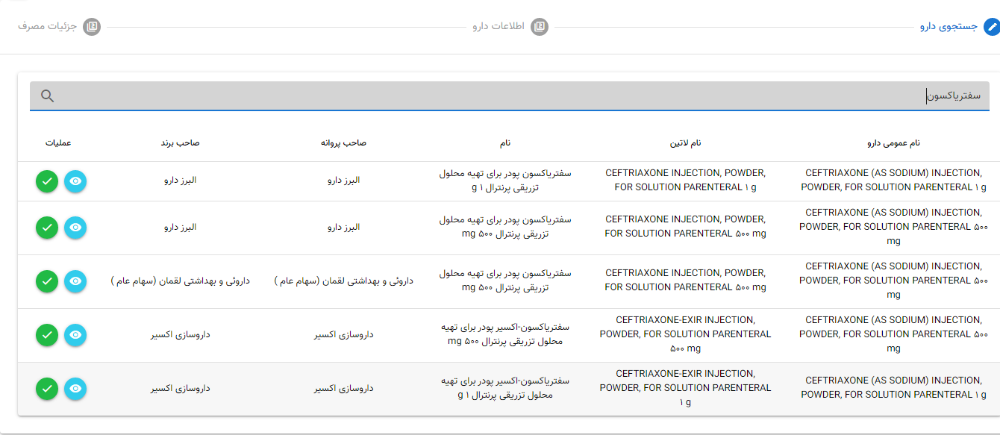 جستجوی دارو
اطلاعات دارو
جزئیات مصرف
سفتریاکسون
نام عمومی دارو
نام لاتین
نام
صاحب پروانه
صاحب برند
عملیات
CEFTRIAXONE (AS SODIUM) INJECTION,
POWDER, FOR SOLUTION PARENTERAL ۱ g
CEFTRIAXONE INJECTION, POWDER,
FOR SOLUTION PARENTERAL ۱ g
سفتریاکسون پودر برای تهیه محلول
تزریقی پرنترال ۱ g
البرز دارو
البرز دارو
CEFTRIAXONE (AS SODIUM) INJECTION,
POWDER, FOR SOLUTION PARENTERAL ۵۰۰
mg
CEFTRIAXONE INJECTION, POWDER,
FOR SOLUTION PARENTERAL ۵۰۰ mg
سفتریاکسون پودر برای تهیه محلول
تزریقی پرنترال ۵۰۰ mg
البرز دارو
البرز دارو
CEFTRIAXONE (AS SODIUM) INJECTION,
POWDER, FOR SOLUTION PARENTERAL ۵۰۰
mg
CEFTRIAXONE INJECTION, POWDER,
FOR SOLUTION PARENTERAL ۵۰۰ mg
سفتریاکسون پودر برای تهیه محلول
تزریقی پرنترال ۵۰۰ mg
داروئی و بهداشتی لقمان (سهام عام )
داروئی و بهداشتی لقمان (سهام عام )
CEFTRIAXONE (AS SODIUM) INJECTION,
POWDER, FOR SOLUTION PARENTERAL ۵۰۰
mg
CEFTRIAXONE-EXIR INJECTION,
POWDER, FOR SOLUTION PARENTERAL
۵۰۰ mg
سفتریاکسون-اکسیر پودر برای تهیه
محلول تزریقی پرنترال ۵۰۰ mg
داروسازی اکسیر
داروسازی اکسیر
CEFTRIAXONE (AS SODIUM) INJECTION,
POWDER, FOR SOLUTION PARENTERAL ۱ g
CEFTRIAXONE-EXIR INJECTION,
POWDER, FOR SOLUTION PARENTERAL
۱ g
سفتریاکسون-اکسیر پودر برای تهیه
محلول تزریقی پرنترال ۱ g
داروسازی اکسیر
داروسازی اکسیر